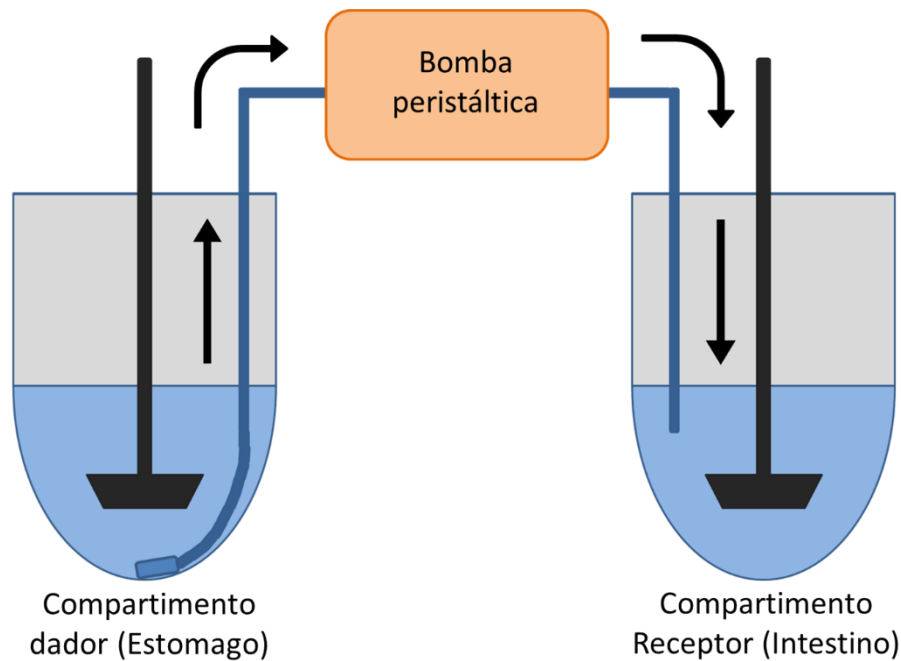 Bomba
peristáltica
Compartimento
dador (Estomago)
Compartimento
Receptor (Intestino)